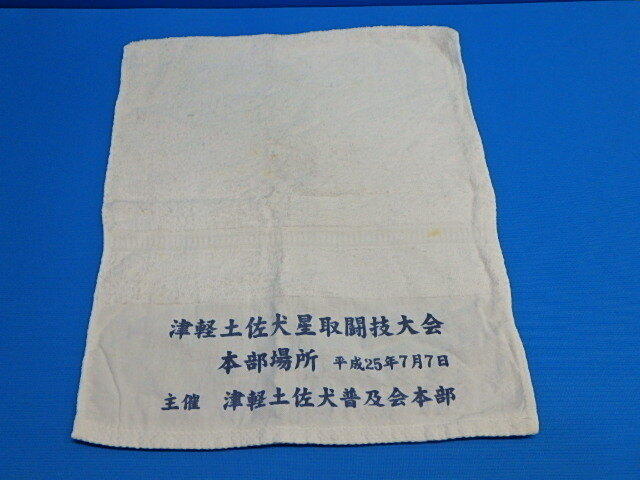 津軽土佐犬星取闘技大会
本部場所 平成25年7月7日
主催 津軽土佐犬普及会本部